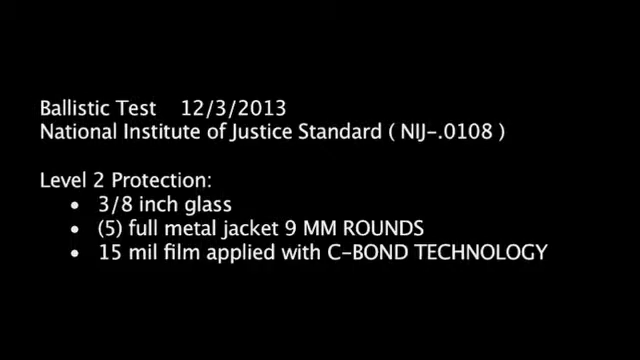 Ballistic Test 12/3/2013
National Institute of Justice Standard ( NIJ-.0108 )
Level 2 Protection:
• 3/8 inch glass
• (5) full metal jacket 9 MM ROUNDS
• 15 mil film applied with C-BOND TECHNOLOGY